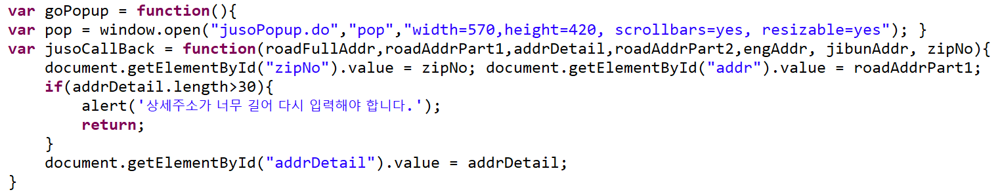 var goPopup = function(){
var pop = window.open("jusoPopup.do","pop","width=570,height=420, scrollbars=yes, resizable=yes"); }
var jusoCallBack = function(roadFullAddr,roadAddrPart1,addrDetail,roadAddrPart2,engAddr, jibunAddr, zipNo){
    document.getElementById("zipNo").value = zipNo; document.getElementById("addr").value = roadAddrPart1;
    if(addrDetail.length>30){
        alert('상세주소가 너무 길어 다시 입력해야 합니다.');
        return;
    }
    document.getElementById("addrDetail").value = addrDetail;
}